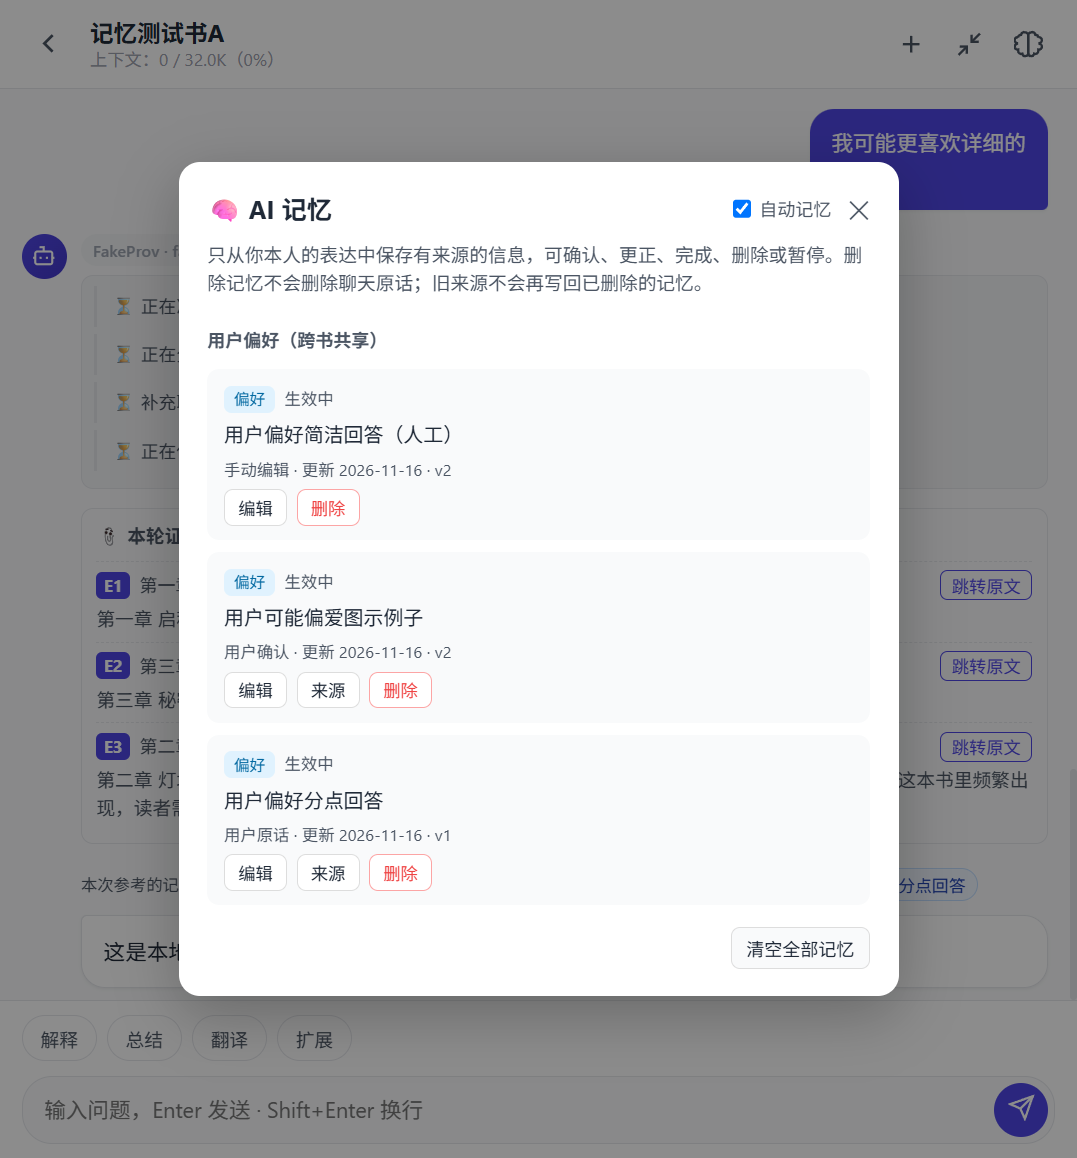 记忆测试书A
上下文：0 / 32.0K（0%）
我可能更喜欢详细的
FakeProv ·
正在
正在
补充
正在
🧠 AI 记忆
自动记忆
只从你本人的表达中保存有来源的信息，可确认、更正、完成、删除或暂停。删
除记忆不会删除聊天原话；旧来源不会再写回已删除的记忆。
用户偏好（跨书共享）
偏好 生效中
用户偏好简洁回答（人工）
手动编辑 · 更新 2026-11-16 · v2
编辑 删除
偏好 生效中
用户可能偏爱图示例子
用户确认 · 更新 2026-11-16 · v2
编辑 来源 删除
偏好 生效中
用户偏好分点回答
用户原话 · 更新 2026-11-16 · v1
编辑 来源 删除
清空全部记忆
本轮证
E1 第一
跳转原文
第一章 启
E2 第三
跳转原文
第三章 秘
E3 第二
跳转原文
第二章 灯
这本书里频繁出
现，读者
本次参考的记
分点回答
这是本地
解释 总结 翻译 扩展
输入问题，Enter 发送 · Shift+Enter 换行